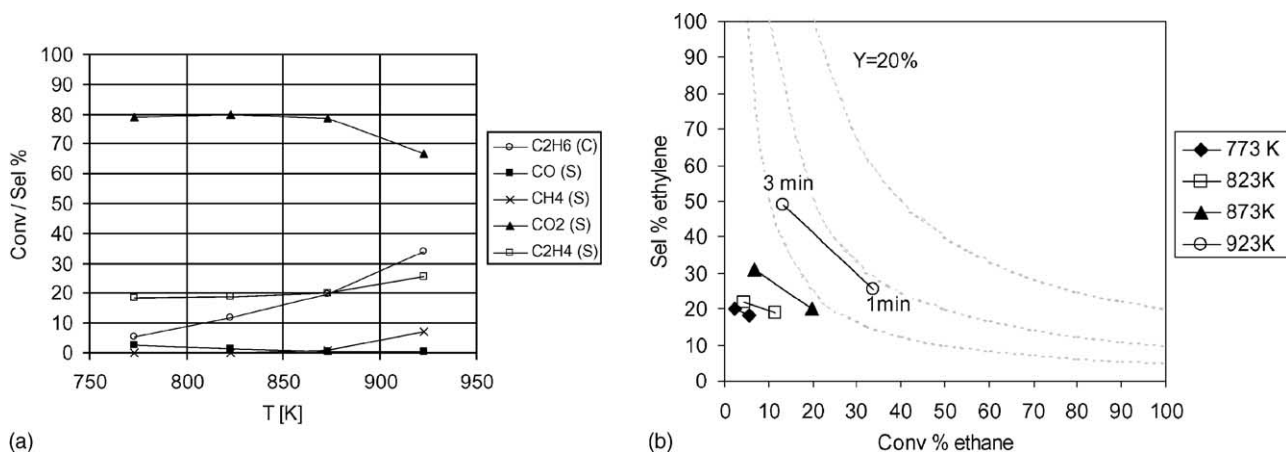 100
90
80
70
60
50
40
30
20
10
0
Conv / Sel %
750 800 850 900 950
T [K]
C2H6 (C)
CO (S)
CH4 (S)
CO2 (S)
C2H4 (S)
(a)
100
90
80
70
60
50
40
30
20
10
0
Sel % ethylene
Y=20%
3 min
1min
0 10 20 30 40 50 60 70 80 90 100
Conv % ethane
773 K
823K
873K
923K
(b)